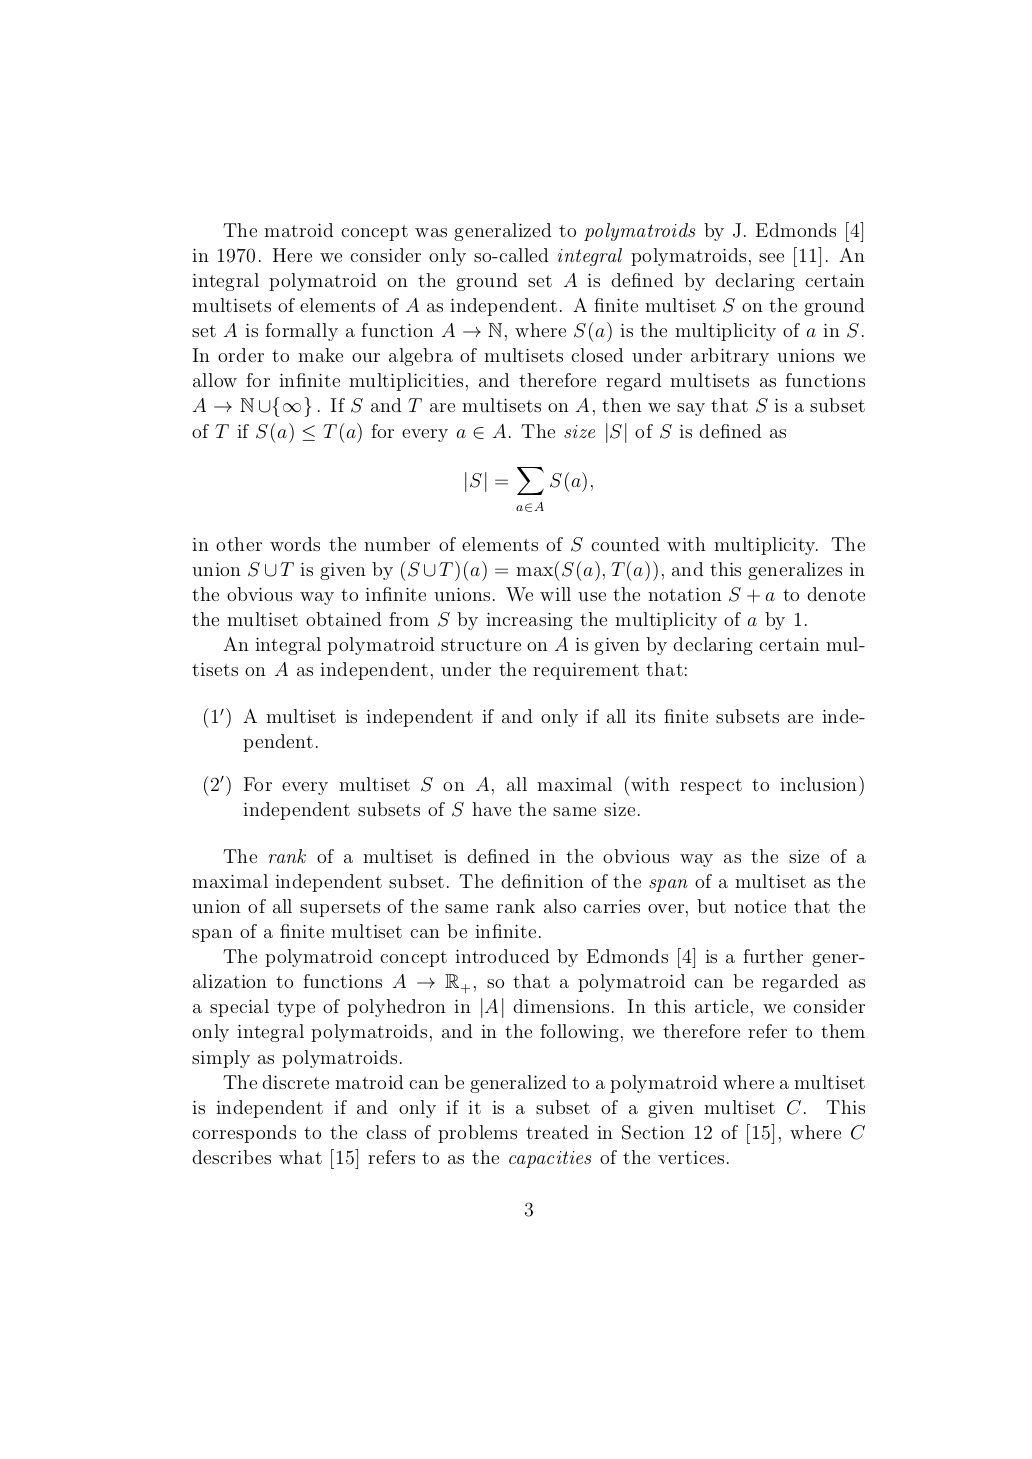 The matroid concept was generalized to polymatroids by J. Edmonds [4]
in 1970. Here we consider only so-called integral polymatroids, see [11]. An
integral polymatroid on the ground set A is defined by declaring certain
multisets of elements of A as independent. A finite multiset S on the ground
set A is formally a function A → ℕ, where S(a) is the multiplicity of a in S.
In order to make our algebra of multisets closed under arbitrary unions we
allow for infinite multiplicities, and therefore regard multisets as functions
A → ℕ∪{∞}. If S and T are multisets on A, then we say that S is a subset
of T if S(a) ≤ T(a) for every a ∈ A. The size |S| of S is defined as
|S| = ∑ S(a),
a∈A
in other words the number of elements of S counted with multiplicity. The
union S∪T is given by (S∪T)(a) = max(S(a), T(a)), and this generalizes in
the obvious way to infinite unions. We will use the notation S + a to denote
the multiset obtained from S by increasing the multiplicity of a by 1.
An integral polymatroid structure on A is given by declaring certain mul-
tisets on A as independent, under the requirement that:
(1′) A multiset is independent if and only if all its finite subsets are inde-
pendent.
(2′) For every multiset S on A, all maximal (with respect to inclusion)
independent subsets of S have the same size.
The rank of a multiset is defined in the obvious way as the size of a
maximal independent subset. The definition of the span of a multiset as the
union of all supersets of the same rank also carries over, but notice that the
span of a finite multiset can be infinite.
The polymatroid concept introduced by Edmonds [4] is a further gener-
alization to functions A → ℝ₊, so that a polymatroid can be regarded as
a special type of polyhedron in |A| dimensions. In this article, we consider
only integral polymatroids, and in the following, we therefore refer to them
simply as polymatroids.
The discrete matroid can be generalized to a polymatroid where a multiset
is independent if and only if it is a subset of a given multiset C. This
corresponds to the class of problems treated in Section 12 of [15], where C
describes what [15] refers to as the capacities of the vertices.
3